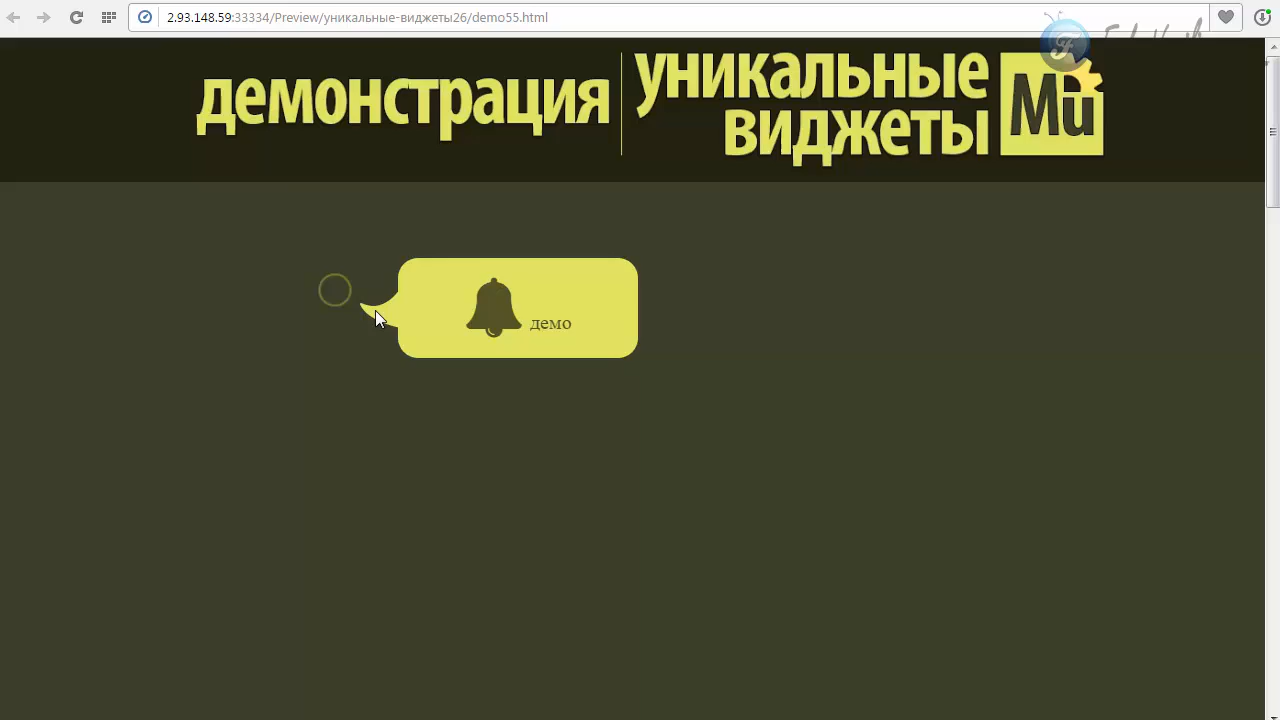 2.93.148.59:33334/Preview/уникальные-виджеты26/demo55.html
демонстрация
уникальные
виджеты
Mu
демо